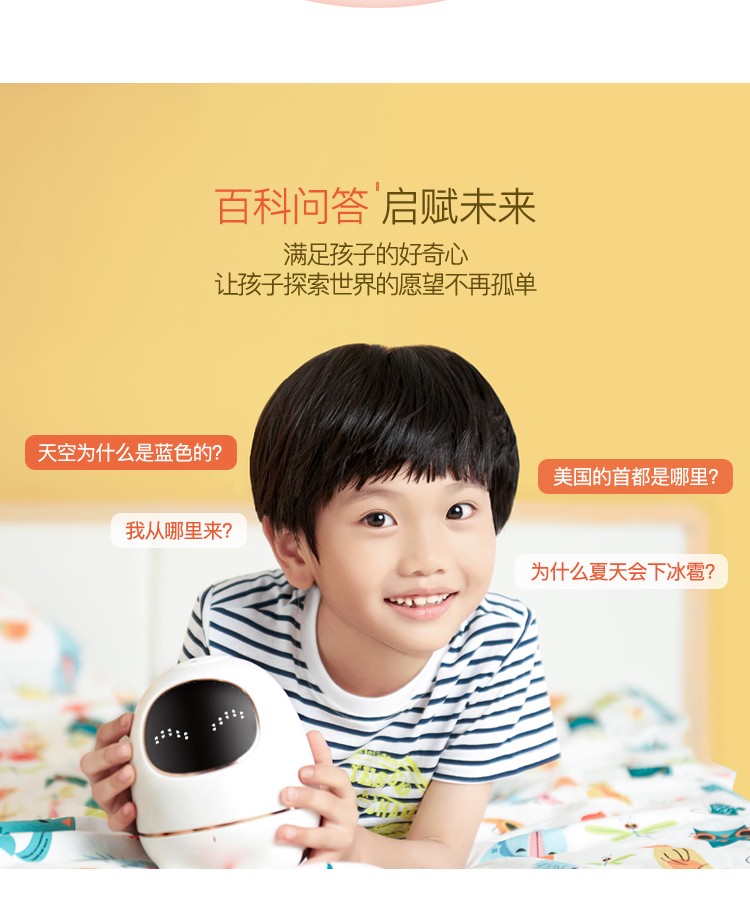 百科问答'启赋未来
满足孩子的好奇心
让孩子探索世界的愿望不再孤单
天空为什么是蓝色的?
美国的首都是哪里?
我从哪里来?
为什么夏天会下冰雹?